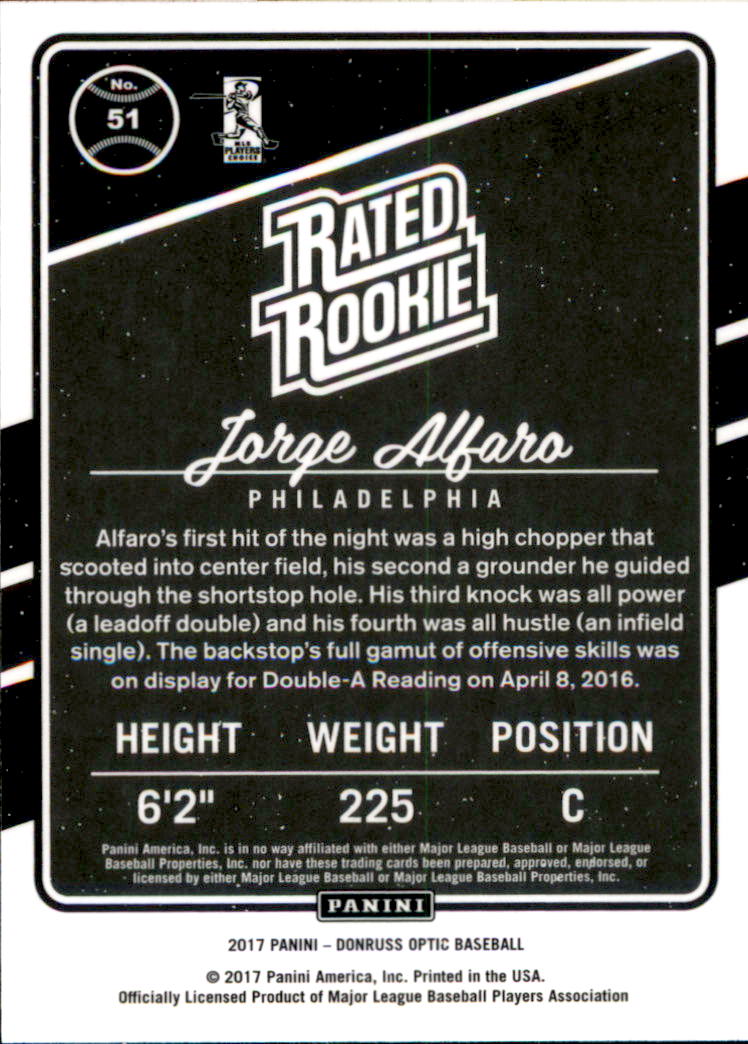 No.
51
MLB
PLAYERS
CHOICE
RATED
ROOKIE
Jorge Alfaro
PHILADELPHIA
Alfaro's first hit of the night was a high chopper that
scooted into center field, his second a grounder he guided
through the shortstop hole. His third knock was all power
(a leadoff double) and his fourth was all hustle (an infield
single). The backstop's full gamut of offensive skills was
on display for Double-A Reading on April 8, 2016.
HEIGHT WEIGHT POSITION
6'2" 225 C
Panini America, Inc. is in no way affiliated with either Major League Baseball or Major League
Baseball Properties, Inc. nor have these trading cards been prepared, approved, endorsed, or
licensed by either Major League Baseball or Major League Baseball Properties, Inc.
PANINI
2017 PANINI – DONRUSS OPTIC BASEBALL
© 2017 Panini America, Inc. Printed in the USA.
Officially Licensed Product of Major League Baseball Players Association